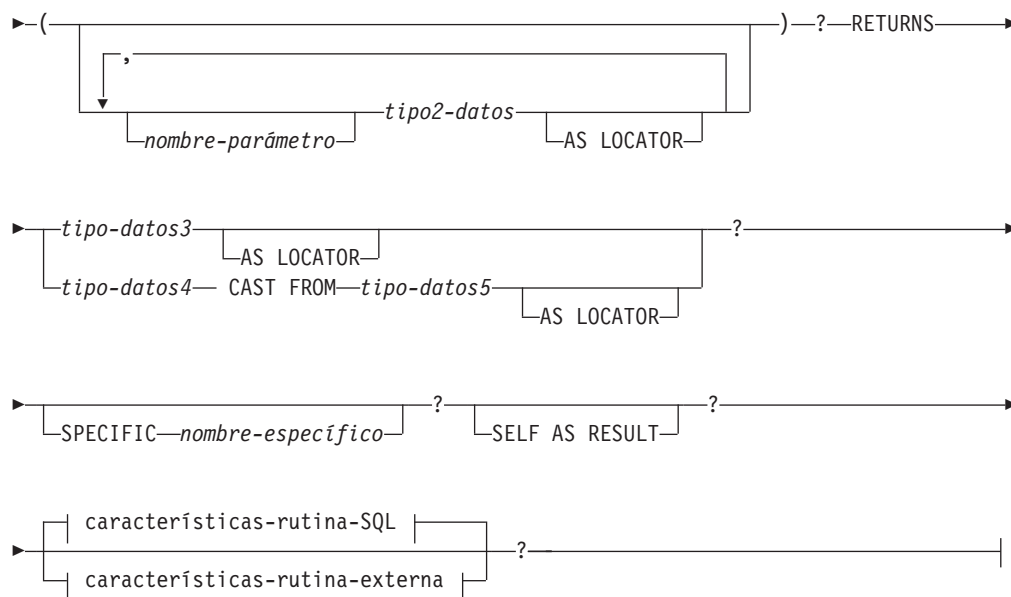 ( ) ? RETURNS
,
nombre-parámetro tipo2-datos AS LOCATOR
tipo-datos3 AS LOCATOR ?
tipo-datos4 CAST FROM tipo-datos5 AS LOCATOR
SPECIFIC nombre-específico ? SELF AS RESULT ?
características-rutina-SQL
?
características-rutina-externa